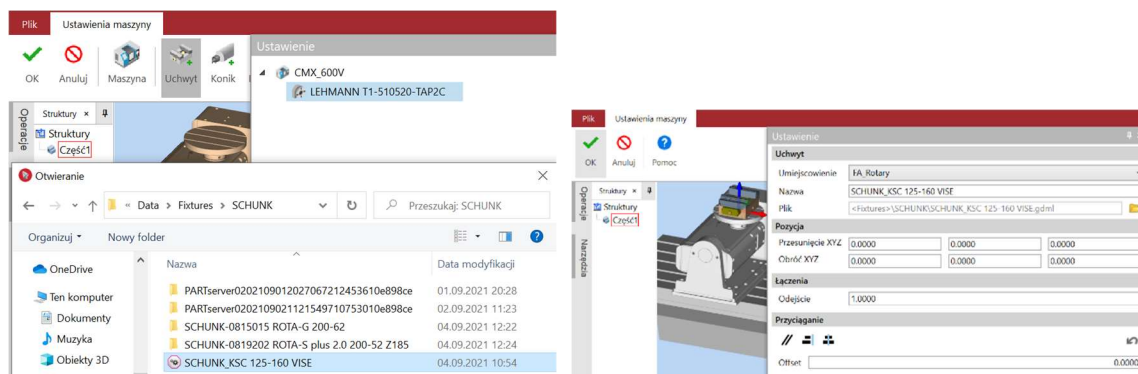 Plik Ustawienia maszyny
Ustawienie
OK Anuluj Maszyna Uchwyt Konik
CMX_600V
LEHMANN T1-510520-TAP2C
Operacje
Struktury ×
Struktury
Część1
Otwieranie
« Data > Fixtures > SCHUNK
Przeszukaj: SCHUNK
Organizuj Nowy folder
Nazwa Data modyfikacji
OneDrive
Ten komputer
Dokumenty
Muzyka
Obiekty 3D
PARTserver0202109012027067212453610e898ce 01.09.2021 20:28
PARTserver0202109021121549710753010e898ce 02.09.2021 11:23
SCHUNK-0815015 ROTA-G 200-62 04.09.2021 12:22
SCHUNK-0819202 ROTA-S plus 2.0 200-52 Z185 04.09.2021 12:24
SCHUNK_KSC 125-160 VISE 04.09.2021 10:54
Plik Ustawienia maszyny
OK Anuluj Pomoc
Operacje
Narzędzia
Struktury ×
Struktury
Część1
Ustawienie
Uchwyt
Umiejscowienie FA_Rotary
Nazwa SCHUNK_KSC 125-160 VISE
Plik <Fixtures>\SCHUNK\SCHUNK_KSC 125-160 VISE.gdml
Pozycja
Przesunięcie XYZ 0.0000 0.0000 0.0000
Obróć XYZ 0.0000 0.0000 0.0000
Łączenia
Odejście 1.0000
Przyciąganie
Offset 0.0000